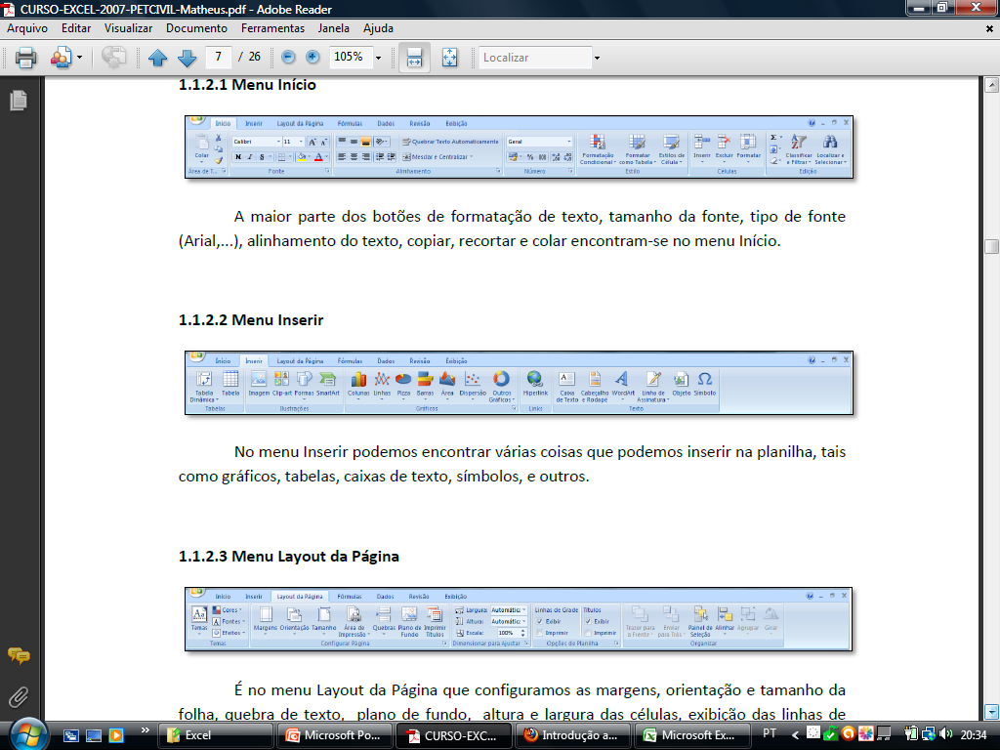 CURSO-EXCEL-2007-PETCIVIL-Matheus.pdf - Adobe Reader
Arquivo Editar Visualizar Documento Ferramentas Janela Ajuda
7 / 26 105% Localizar
1.1.2.1 Menu Início
Início Inserir Layout da Página Fórmulas Dados Revisão Exibição
Calibri 11 Quebrar Texto Automaticamente Geral
Colar N I S Mesclar e Centralizar % 000 Formatação Condicional Formatar como Tabela Estilos de Célula Inserir Excluir Formatar Classificar e Filtrar Localizar e Selecionar
Área de T... Fonte Alinhamento Número Estilo Células Edição
A maior parte dos botões de formatação de texto, tamanho da fonte, tipo de fonte
(Arial,...), alinhamento do texto, copiar, recortar e colar encontram-se no menu Início.
1.1.2.2 Menu Inserir
Início Inserir Layout da Página Fórmulas Dados Revisão Exibição
Tabela Dinâmica Tabela Imagem Clip-art Formas SmartArt Colunas Linhas Pizza Barras Área Dispersão Outros Gráficos Hiperlink Caixa de Texto Cabeçalho e Rodapé WordArt Linha de Assinatura Objeto Símbolo
Tabelas Ilustrações Gráficos Links Texto
No menu Inserir podemos encontrar várias coisas que podemos inserir na planilha, tais
como gráficos, tabelas, caixas de texto, símbolos, e outros.
1.1.2.3 Menu Layout da Página
Início Inserir Layout da Página Fórmulas Dados Revisão Exibição
Cores Largura: Automátic Linhas de Grade Títulos
Temas Fontes Margens Orientação Tamanho Área de Impressão Quebras Plano de Fundo Imprimir Títulos Altura: Automátic Exibir Exibir Trazer para a Frente Enviar para Trás Painel de Seleção Alinhar Agrupar Girar
Efeitos Escala: 100% Imprimir Imprimir
Temas Configurar Página Dimensionar para Ajustar Opções de Planilha Organizar
É no menu Layout da Página que configuramos as margens, orientação e tamanho da
folha, quebra de texto, plano de fundo, altura e largura das células, exibição das linhas de
Excel Microsoft Po... CURSO-EXC... Introdução a... Microsoft Ex... PT 20:34